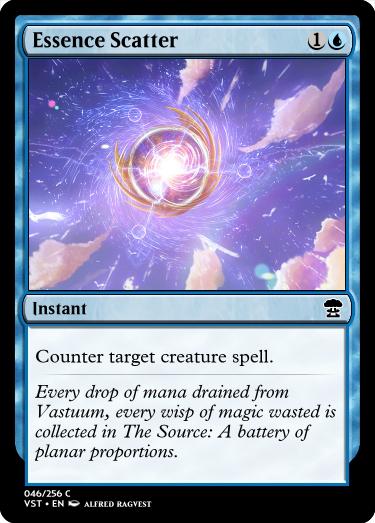 Essence Scatter 1
Instant
Counter target creature spell.
Every drop of mana drained from
Vastuum, every wisp of magic wasted is
collected in The Source: A battery of
planar proportions.
046/256 C
VST • EN ALFRED RAGVEST